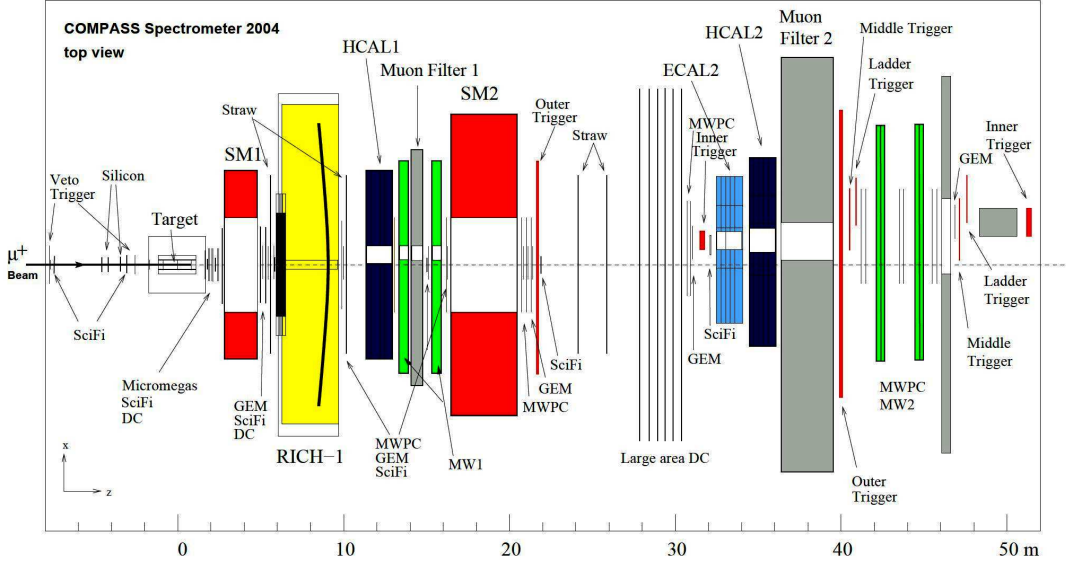 COMPASS Spectrometer 2004
top view
Muon
Filter 2
HCAL2
HCAL1
Middle Trigger
Muon Filter 1
ECAL2
Ladder
Trigger
SM2
Outer
Trigger
Straw
Straw
MWPC
Inner
Trigger
Inner
Trigger
SM1
GEM
Veto
Trigger
Silicon
Target
μ+
Beam
SciFi
SciFi
GEM
SciFi
Ladder
Trigger
Middle
Trigger
GEM
MWPC
Micromegas
SciFi
DC
GEM
SciFi
DC
MWPC
MW2
MWPC
GEM
SciFi
RICH-1
MW1
Large area DC
Outer
Trigger
x
z
0
10
20
30
40
50 m